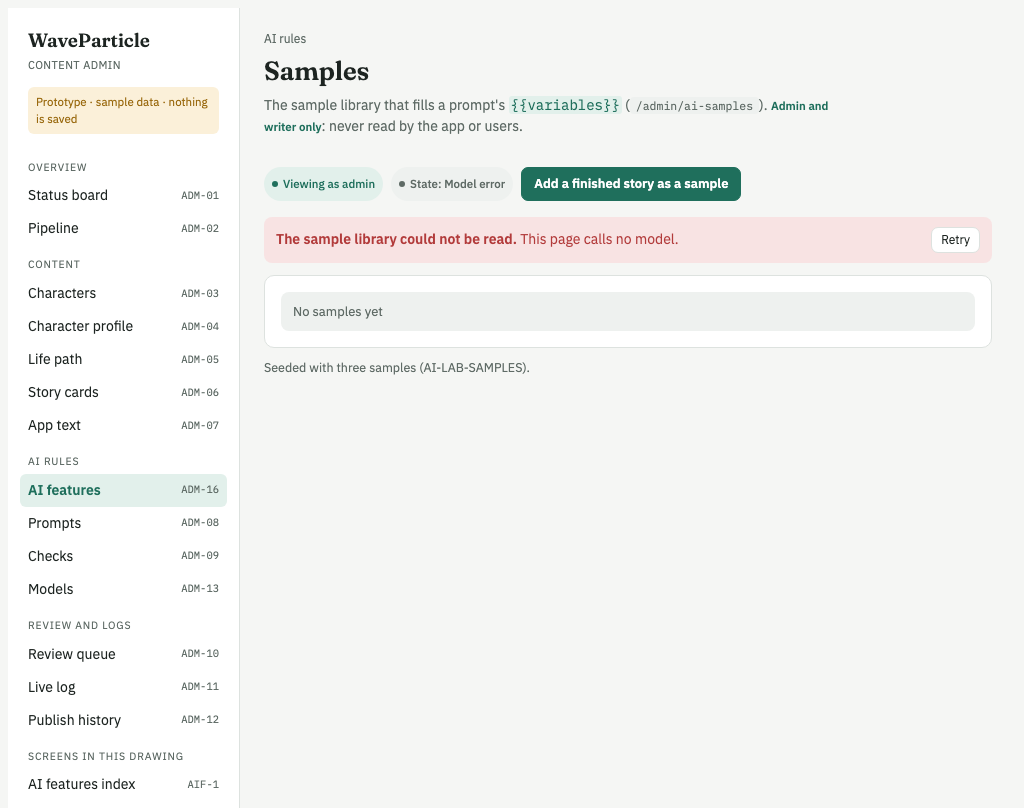 WaveParticle
CONTENT ADMIN
Prototype · sample data · nothing
is saved
OVERVIEW
Status board ADM-01
Pipeline ADM-02
CONTENT
Characters ADM-03
Character profile ADM-04
Life path ADM-05
Story cards ADM-06
App text ADM-07
AI RULES
AI features ADM-16
Prompts ADM-08
Checks ADM-09
Models ADM-13
REVIEW AND LOGS
Review queue ADM-10
Live log ADM-11
Publish history ADM-12
SCREENS IN THIS DRAWING
AI features index AIF-1
AI rules
Samples
The sample library that fills a prompt's {{variables}} ( /admin/ai-samples ). Admin and
writer only: never read by the app or users.
Viewing as admin State: Model error Add a finished story as a sample
The sample library could not be read. This page calls no model. Retry
No samples yet
Seeded with three samples (AI-LAB-SAMPLES).